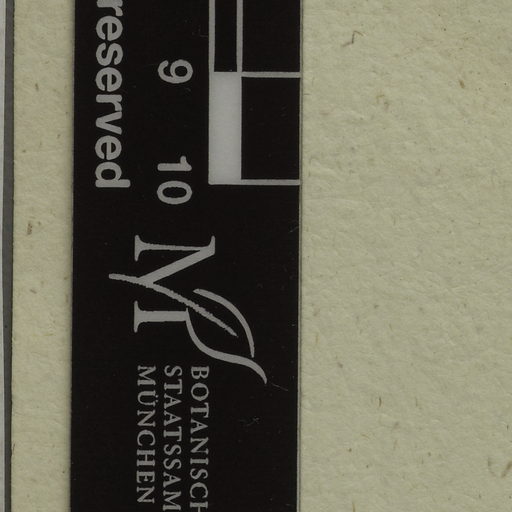 reserved
9 10
M
BOTANISCH
STAATSSAM
MÜNCHEN